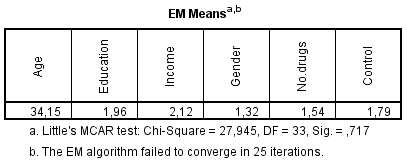 EM Means a,b
Age Education Income Gender No.drugs Control
34,15 1,96 2,12 1,32 1,54 1,79
a. Little's MCAR test: Chi-Square = 27,945, DF = 33, Sig. = ,717
b. The EM algorithm failed to converge in 25 iterations.